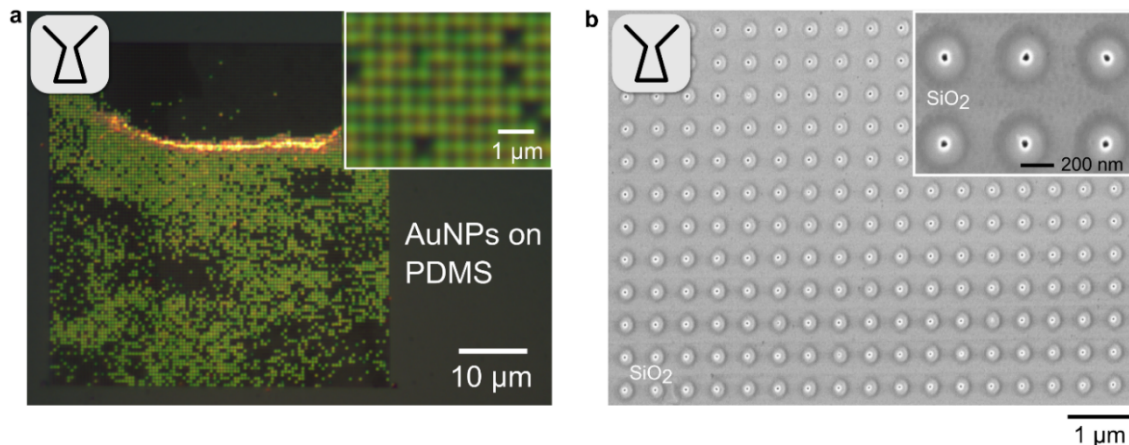 a
1 μm
AuNPs on
PDMS
10 μm
b
SiO2
200 nm
SiO2
1 μm